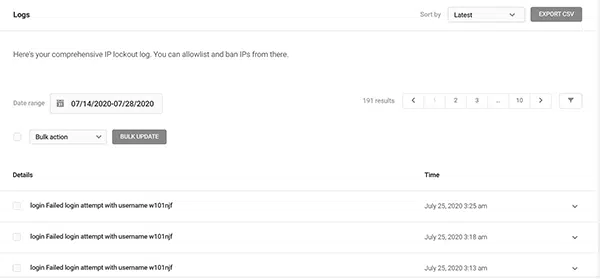 Logs
Sort by
Latest
EXPORT CSV
Here's your comprehensive IP lockout log. You can allowlist and ban IPs from there.
Date range
07/14/2020-07/28/2020
191 results
1
2
3
...
10
Bulk action
BULK UPDATE
Details
Time
login Failed login attempt with username w101njf
July 25, 2020 3:25 am
login Failed login attempt with username w101njf
July 25, 2020 3:18 am
login Failed login attempt with username w101njf
July 25, 2020 3:13 am